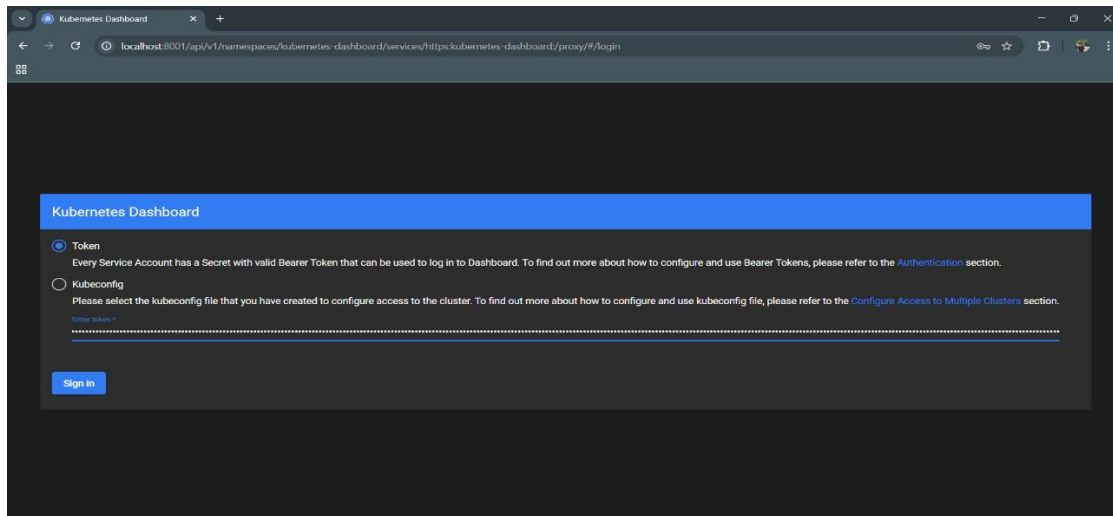 Kubernetes Dashboard
localhost:8001/api/v1/namespaces/kubernetes-dashboard/services/https:kubernetes-dashboard:/proxy/#/login
Kubernetes Dashboard
Token
Every Service Account has a Secret with valid Bearer Token that can be used to log in to Dashboard. To find out more about how to configure and use Bearer Tokens, please refer to the Authentication section.
Kubeconfig
Please select the kubeconfig file that you have created to configure access to the cluster. To find out more about how to configure and use kubeconfig file, please refer to the Configure Access to Multiple Clusters section.
Enter token *
Sign in